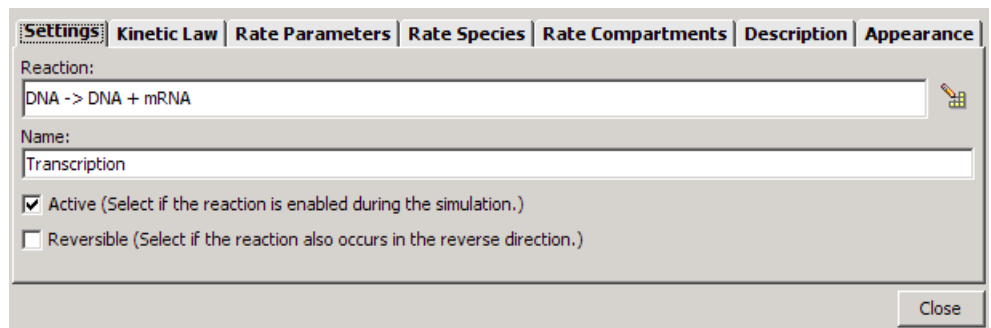 Settings Kinetic Law Rate Parameters Rate Species Rate Compartments Description Appearance
Reaction:
DNA -> DNA + mRNA
Name:
Transcription
Active (Select if the reaction is enabled during the simulation.)
Reversible (Select if the reaction also occurs in the reverse direction.)
Close